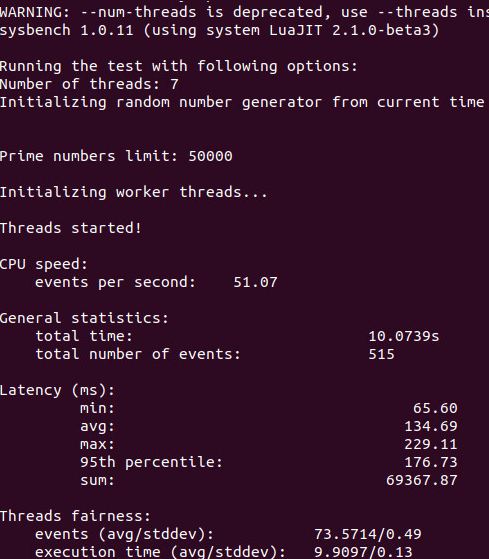 WARNING: --num-threads is deprecated, use --threads ins
sysbench 1.0.11 (using system LuaJIT 2.1.0-beta3)
Running the test with following options:
Number of threads: 7
Initializing random number generator from current time
Prime numbers limit: 50000
Initializing worker threads...
Threads started!
CPU speed:
events per second: 51.07
General statistics:
total time: 10.0739s
total number of events: 515
Latency (ms):
min: 65.60
avg: 134.69
max: 229.11
95th percentile: 176.73
sum: 69367.87
Threads fairness:
events (avg/stddev): 73.5714/0.49
execution time (avg/stddev): 9.9097/0.13